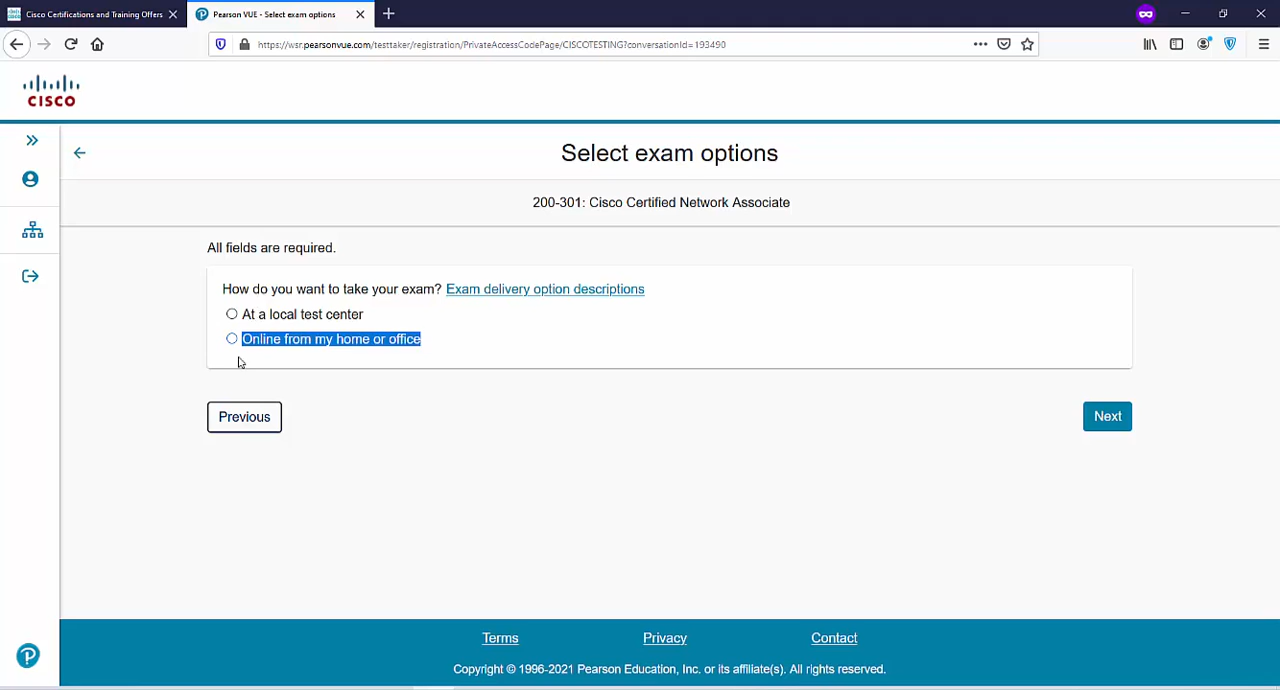 Cisco Certifications and Training Offers
Pearson VUE - Select exam options
https://wsr.pearsonvue.com/testtaker/registration/PrivateAccessCodePage/CISCOTESTING?conversationId=193490
CISCO
Select exam options
200-301: Cisco Certified Network Associate
All fields are required.
How do you want to take your exam? Exam delivery option descriptions
At a local test center
Online from my home or office
Previous
Next
Terms Privacy Contact
Copyright © 1996-2021 Pearson Education, Inc. or its affiliate(s). All rights reserved.